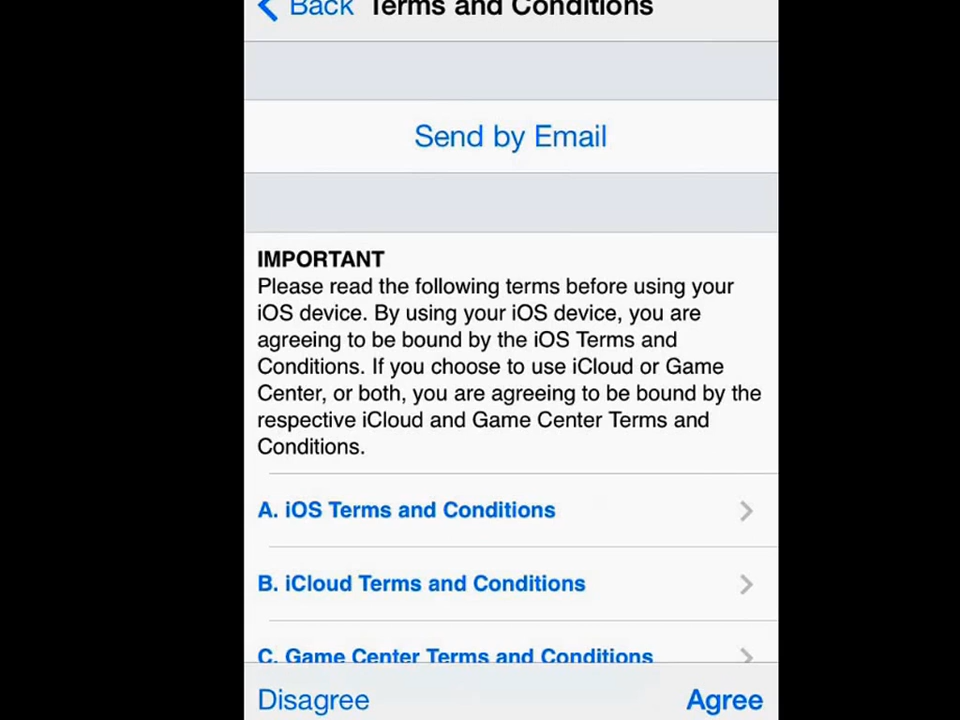 Back Terms and Conditions
Send by Email
IMPORTANT
Please read the following terms before using your
iOS device. By using your iOS device, you are
agreeing to be bound by the iOS Terms and
Conditions. If you choose to use iCloud or Game
Center, or both, you are agreeing to be bound by the
respective iCloud and Game Center Terms and
Conditions.
A. iOS Terms and Conditions
B. iCloud Terms and Conditions
C. Game Center Terms and Conditions
Disagree Agree